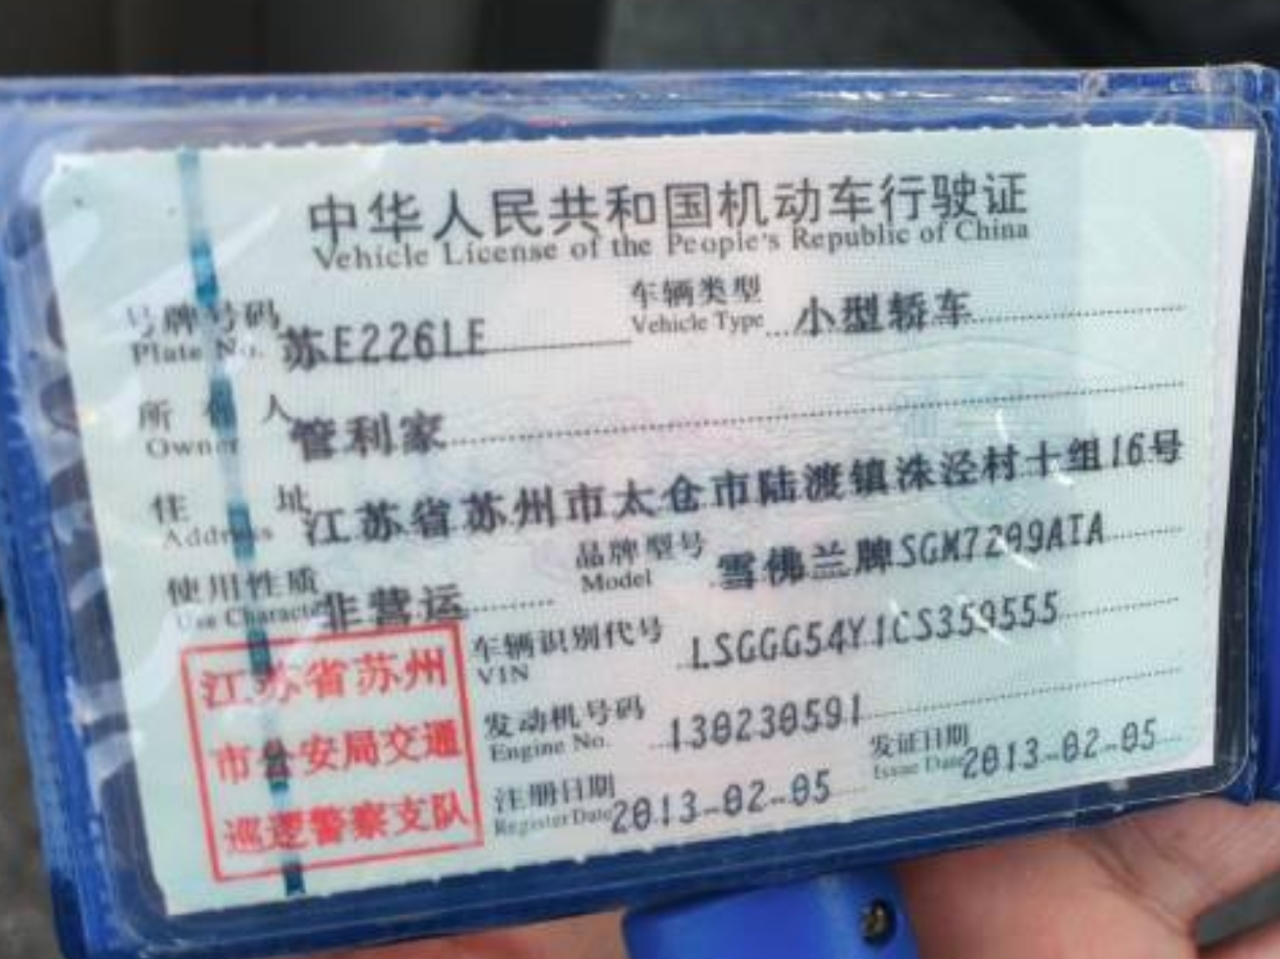 中华人民共和国机动车行驶证
Vehicle License of the People's Republic of China
号牌号码 苏E226LE 车辆类型 小型轿车
Plate No. Vehicle Type
所有人 管利家
Owner
住址 江苏省苏州市太仓市陆渡镇洙泾村十组16号
Address
使用性质 非营运 品牌型号 雪佛兰牌SGM7209ATA
Use Character Model
车辆识别代号 LSGGG54Y1CS359555
VIN
发动机号码 130230591
Engine No.
注册日期 2013-02-05 发证日期 2013-02-05
Register Date Issue Date
江苏省苏州
市公安局交通
巡逻警察支队